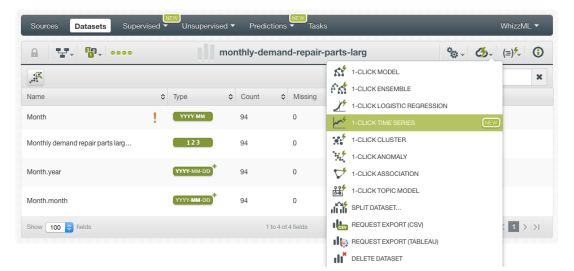 NEW NEW
Sources Datasets Supervised Unsupervised Predictions Tasks WhizzML
monthly-demand-repair-parts-larg
1-CLICK MODEL
1-CLICK ENSEMBLE
Name Type Count Missing
1-CLICK LOGISTIC REGRESSION
Month ! YYYY-MM 94 0
1-CLICK TIME SERIES NEW
1-CLICK CLUSTER
Monthly demand repair parts larg... 1 2 3 94 0
1-CLICK ANOMALY
Month.year YYYY-MM-DD 94 0
1-CLICK ASSOCIATION
1-CLICK TOPIC MODEL
Month.month YYYY-MM-DD 94 0
SPLIT DATASET...
Show 100 fields 1 to 4 of 4 fields 1
CSV REQUEST EXPORT (CSV)
REQUEST EXPORT (TABLEAU)
DELETE DATASET